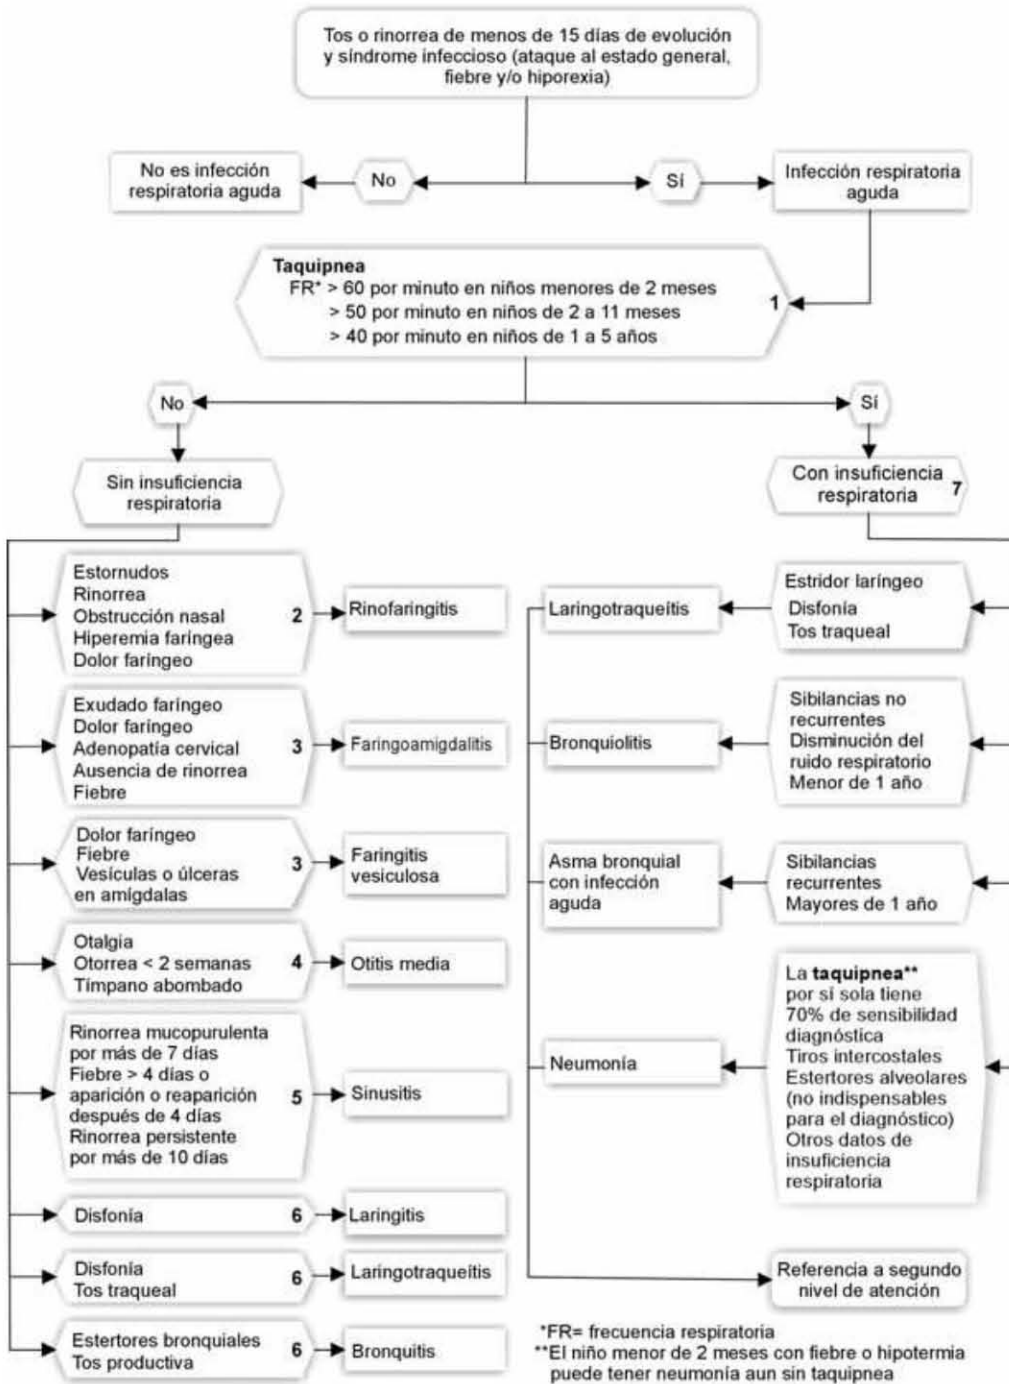 Tos o rinorrea de menos de 15 días de evolución
y síndrome infeccioso (ataque al estado general,
fiebre y/o hiporexia)
No es infección
respiratoria aguda
No
Sí
Infección respiratoria
aguda
Taquipnea
FR* > 60 por minuto en niños menores de 2 meses
> 50 por minuto en niños de 2 a 11 meses
> 40 por minuto en niños de 1 a 5 años
1
No
Sí
Sin insuficiencia
respiratoria
Con insuficiencia
respiratoria
7
Estornudos
Rinorrea
Obstrucción nasal
Hiperemia faringea
Dolor faríngeo
2
Rinofaringitis
Exudado faríngeo
Dolor faríngeo
Adenopatía cervical
Ausencia de rinorrea
Fiebre
3
Faringoamigdalitis
Dolor faríngeo
Fiebre
Vesículas o úlceras
en amígdalas
3
Faringitis
vesiculosa
Otalgia
Otorrea < 2 semanas
Tímpano abombado
4
Otitis media
Rinorrea mucopurulenta
por más de 7 días
Fiebre > 4 días o
aparición o reaparición
después de 4 días
Rinorrea persistente
por más de 10 días
5
Sinusitis
Disfonía
6
Laringitis
Disfonía
Tos traqueal
6
Laringotraqueítis
Estertores bronquiales
Tos productiva
6
Bronquitis
Laringotraqueítis
Estridor laríngeo
Disfonía
Tos traqueal
Bronquiolitis
Sibilancias no
recurrentes
Disminución del
ruido respiratorio
Menor de 1 año
Asma bronquial
con infección
aguda
Sibilancias
recurrentes
Mayores de 1 año
Neumonía
La taquipnea**
por sí sola tiene
70% de sensibilidad
diagnóstica
Tiros intercostales
Estertores alveolares
(no indispensables
para el diagnóstico)
Otros datos de
insuficiencia
respiratoria
Referencia a segundo
nivel de atención
*FR= frecuencia respiratoria
**El niño menor de 2 meses con fiebre o hipotermia
puede tener neumonía aun sin taquipnea